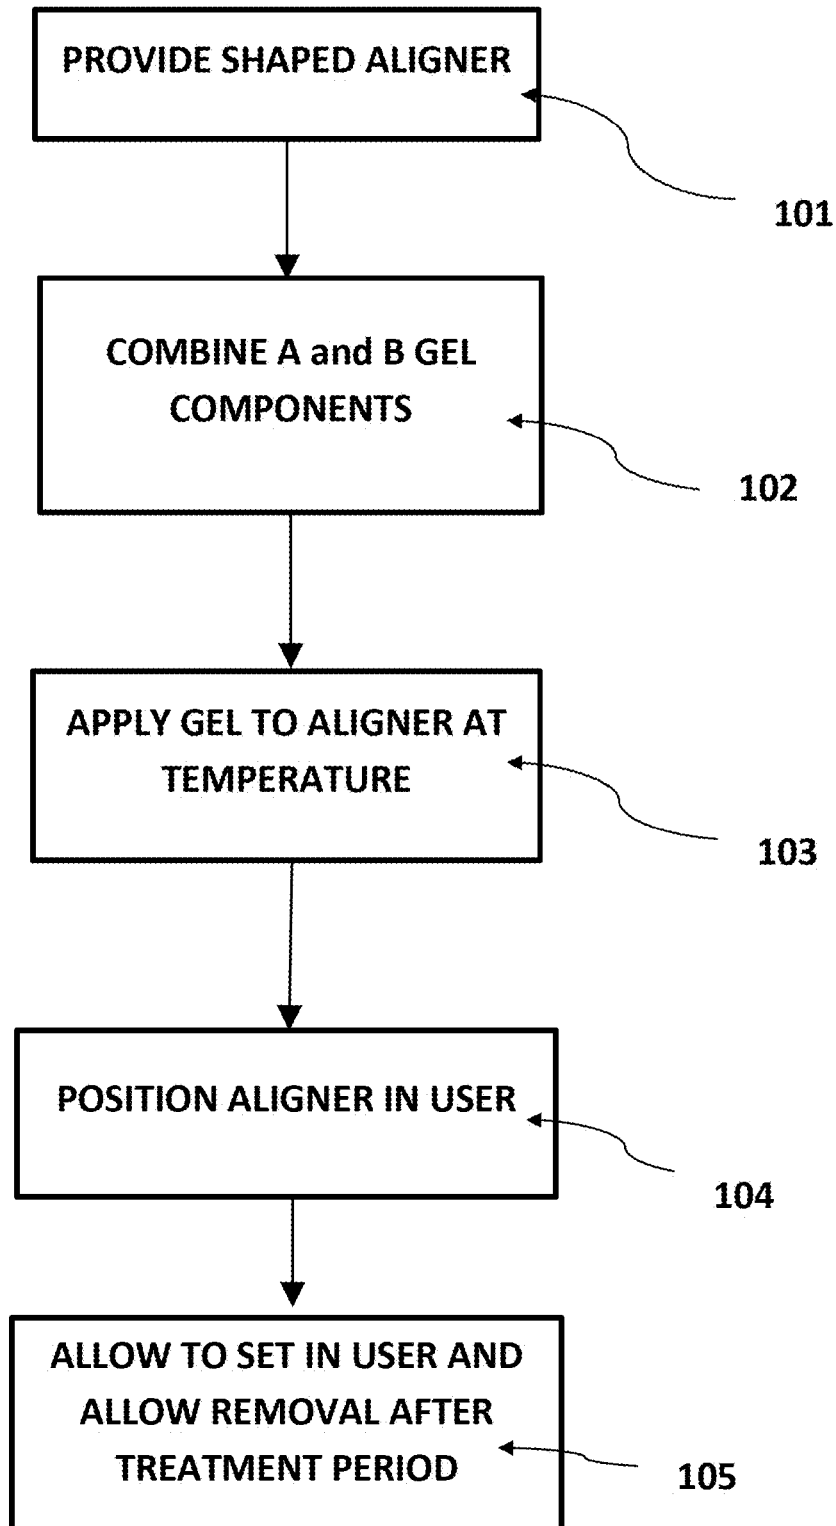 PROVIDE SHAPED ALIGNER
101
COMBINE A and B GEL
COMPONENTS
102
APPLY GEL TO ALIGNER AT
TEMPERATURE
103
POSITION ALIGNER IN USER
104
ALLOW TO SET IN USER AND
ALLOW REMOVAL AFTER
TREATMENT PERIOD
105